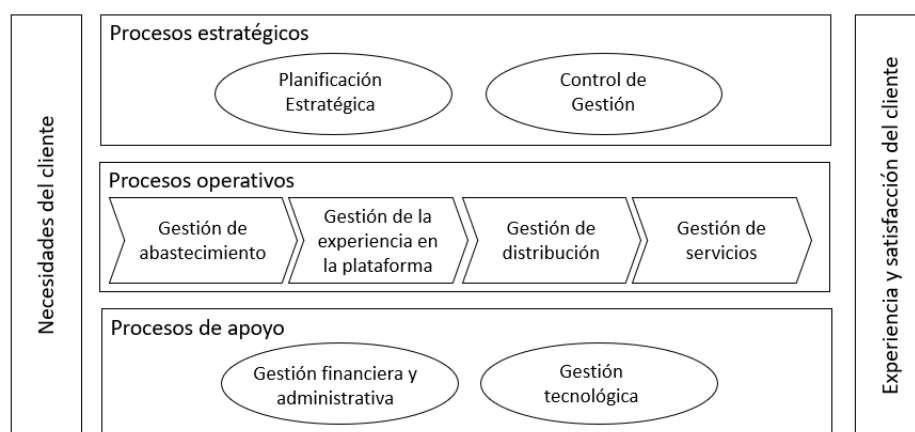 Necesidades del cliente
Procesos estratégicos
Planificación
Estratégica
Control de
Gestión
Procesos operativos
Gestión de
abastecimiento
Gestión de la
experiencia en
la plataforma
Gestión de
distribución
Gestión de
servicios
Procesos de apoyo
Gestión financiera y
administrativa
Gestión
tecnológica
Experiencia y satisfacción del cliente